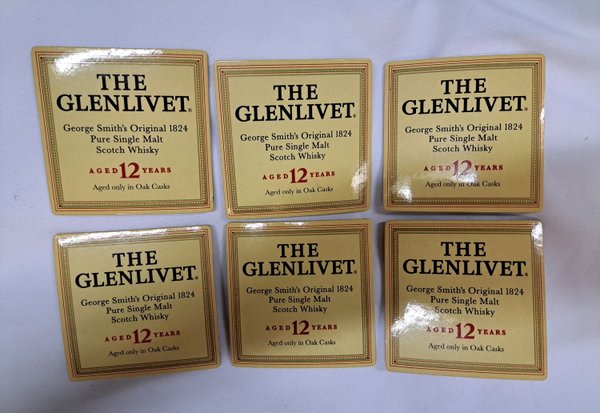 THE
GLENLIVET®
George Smith's Original 1824
Pure Single Malt
Scotch Whisky
AGED 12 YEARS
Aged only in Oak Casks
THE
GLENLIVET®
George Smith's Original 1824
Pure Single Malt
Scotch Whisky
AGED 12 YEARS
Aged only in Oak Casks
THE
GLENLIVET®
George Smith's Original 1824
Pure Single Malt
Scotch Whisky
AGED 12 YEARS
Aged only in Oak Casks
THE
GLENLIVET®
George Smith's Original 1824
Pure Single Malt
Scotch Whisky
AGED 12 YEARS
Aged only in Oak Casks
THE
GLENLIVET®
George Smith's Original 1824
Pure Single Malt
Scotch Whisky
AGED 12 YEARS
Aged only in Oak Casks
THE
GLENLIVET®
George Smith's Original 1824
Pure Single Malt
Scotch Whisky
AGED 12 YEARS
Aged only in Oak Casks